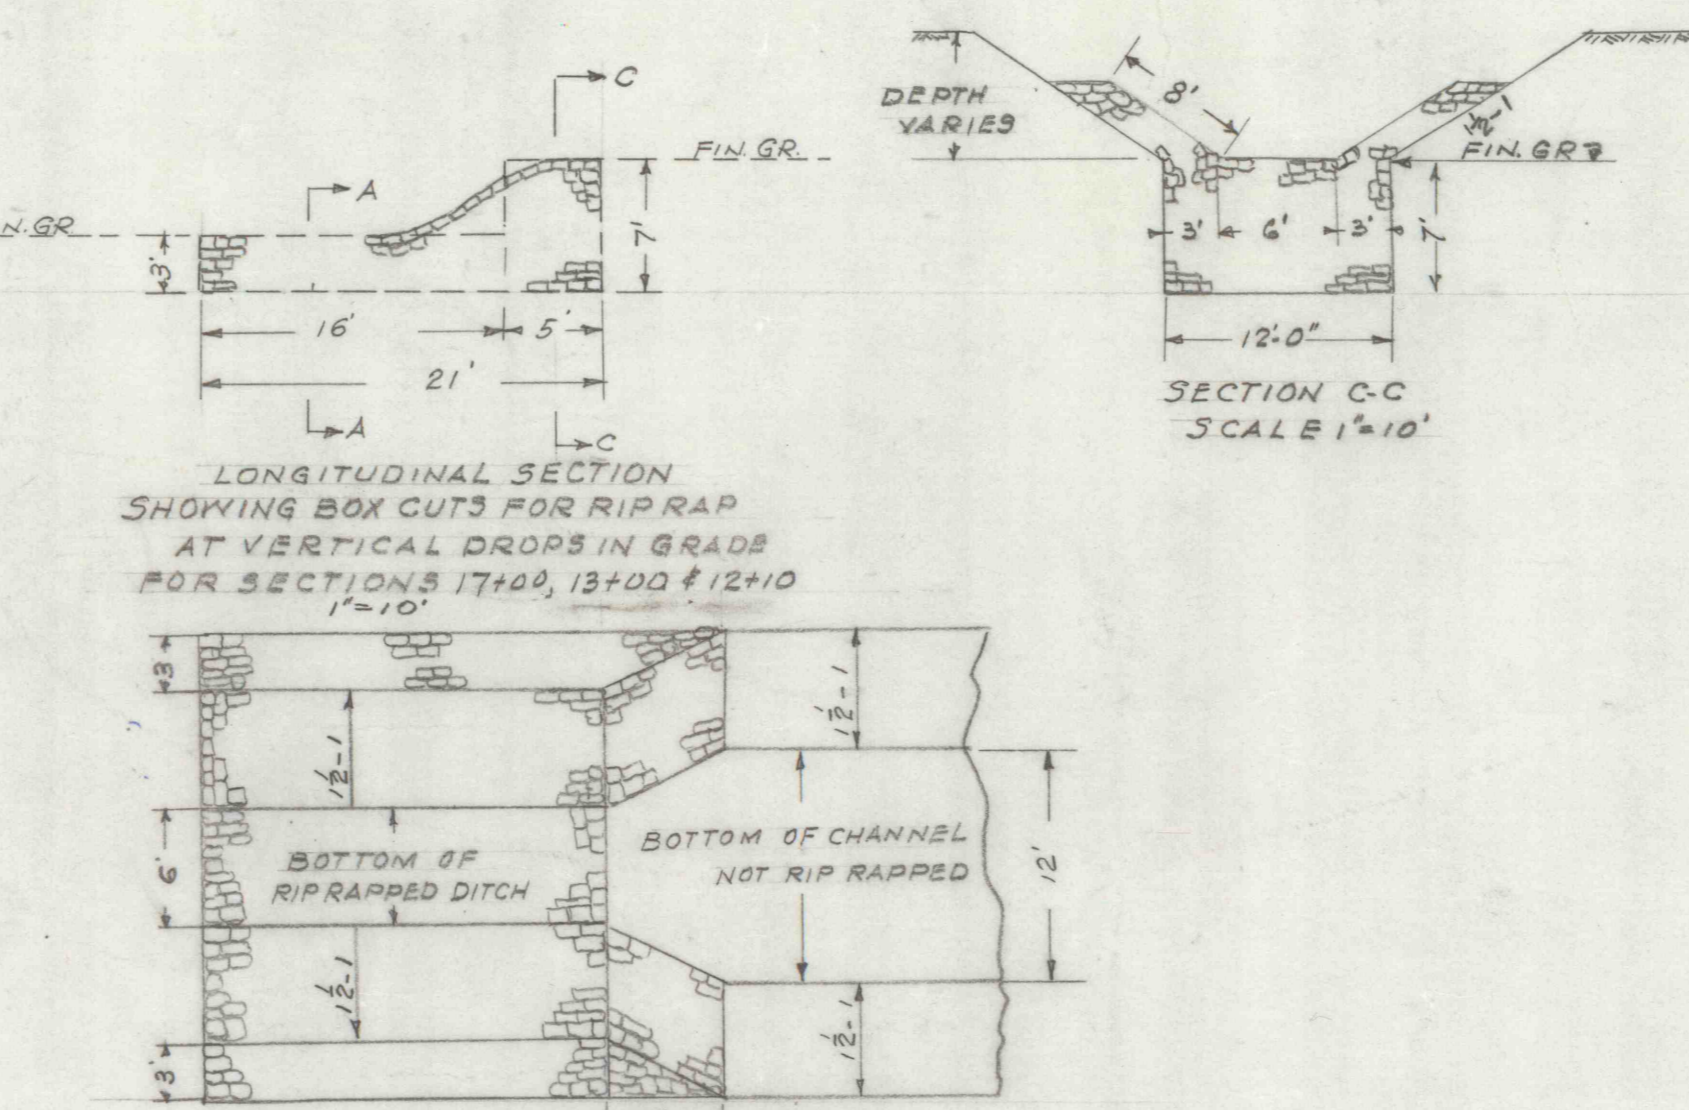 C
FIN. GR.
A
N. GR
3'
7'
16'
5'
21'
A
C
LONGITUDINAL SECTION
SHOWING BOX CUTS FOR RIP RAP
AT VERTICAL DROPS IN GRADE
FOR SECTIONS 17+00, 13+00 & 12+10
1"=10'
DEPTH
VARIES
8'
1½-1
FIN. GR
3'
6'
3'
7'
12'-0"
SECTION C-C
SCALE 1"=10'
3
1½-1
1½-1
6'
BOTTOM OF
RIP RAPPED DITCH
BOTTOM OF CHANNEL
NOT RIP RAPPED
12'
1½-1
1½-1
3'